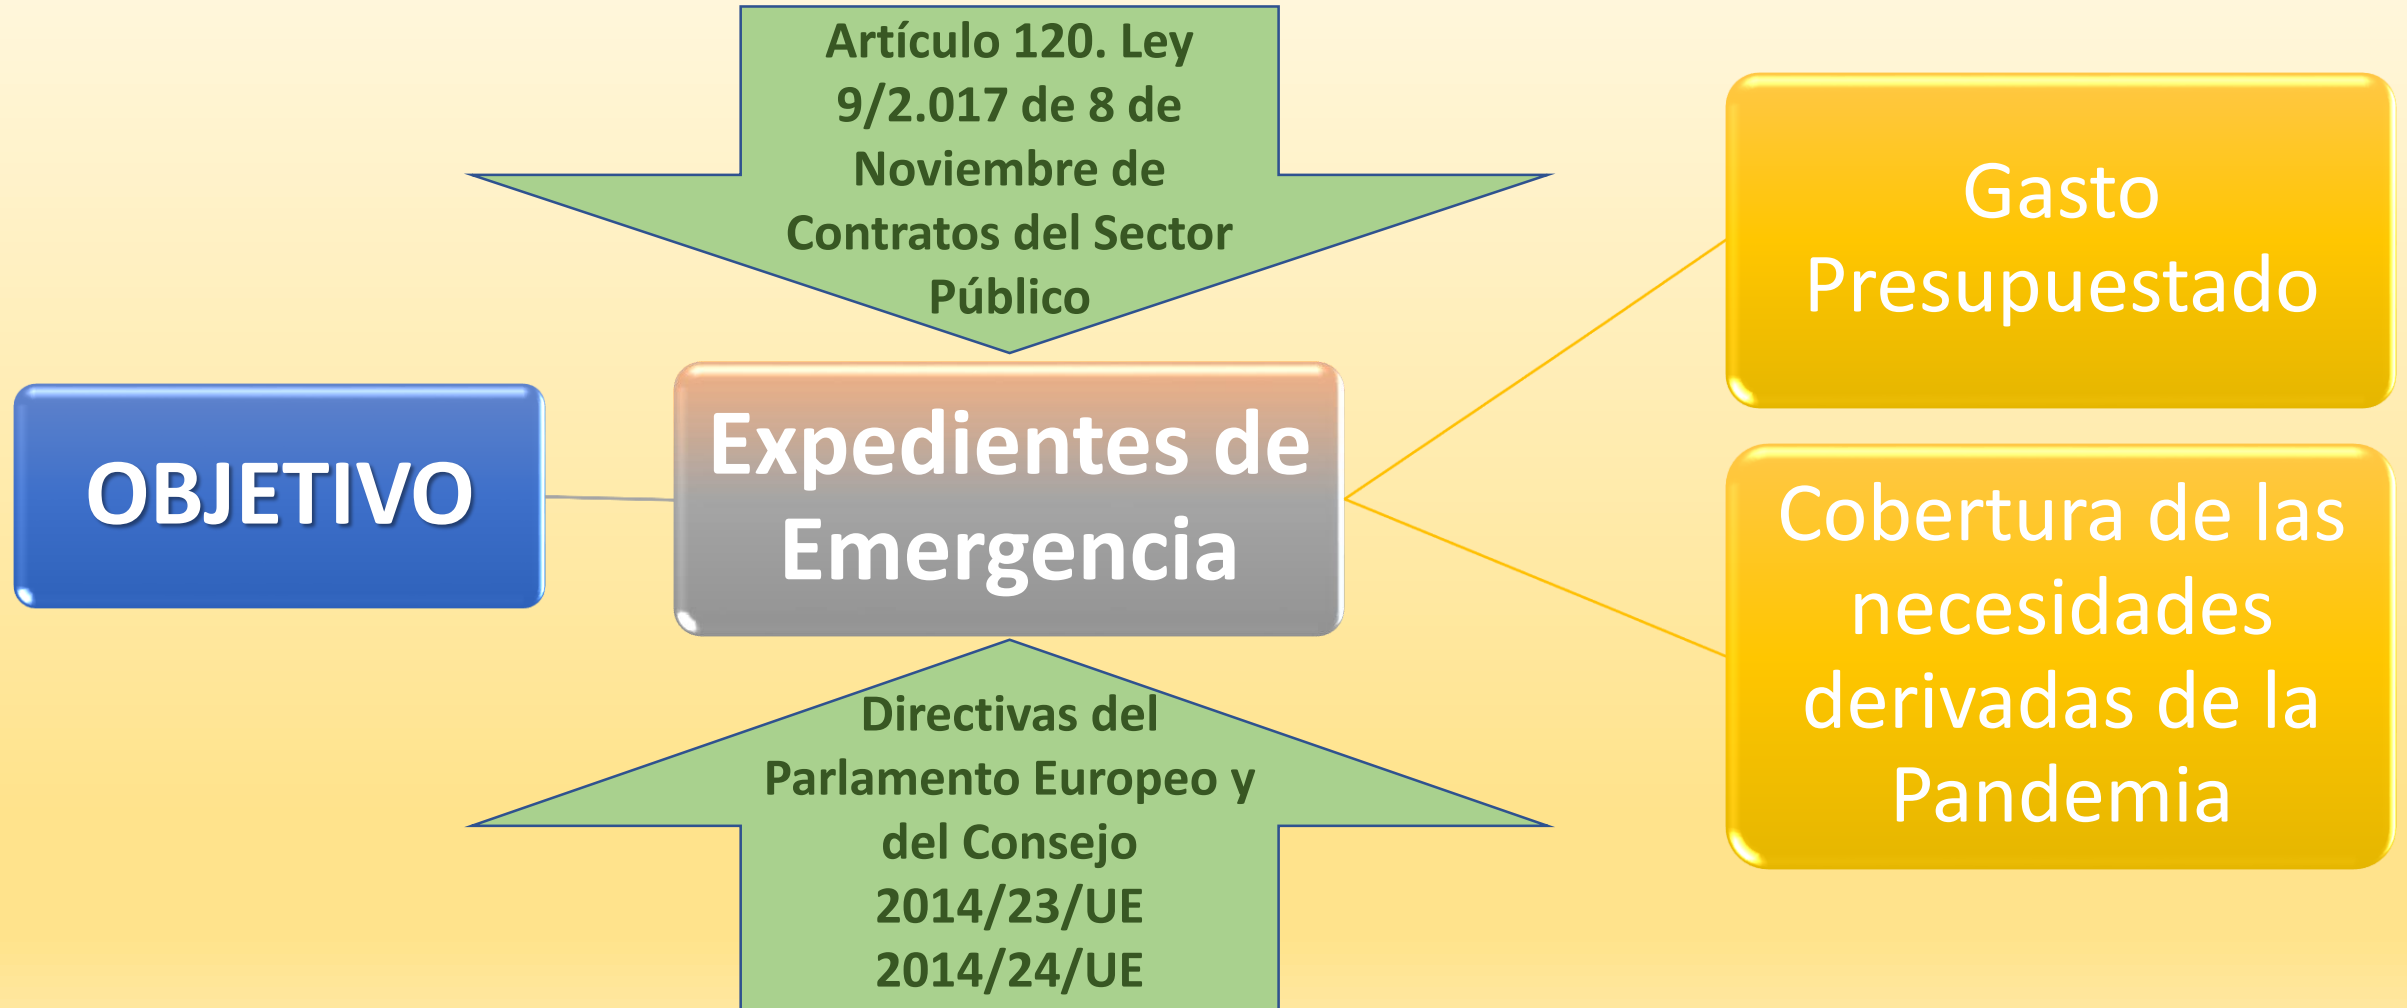 Artículo 120. Ley
9/2.017 de 8 de
Noviembre de
Contratos del Sector
Público
OBJETIVO
Expedientes de
Emergencia
Gasto
Presupuestado
Cobertura de las
necesidades
derivadas de la
Pandemia
Directivas del
Parlamento Europeo y
del Consejo
2014/23/UE
2014/24/UE